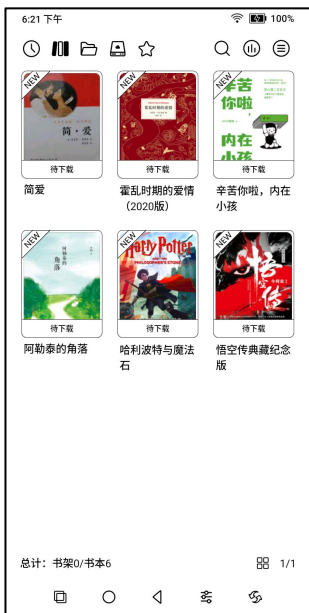 6:21 下午
100%
NEW
简·爱
待下载
简爱
NEW
霍乱时期的爱情
待下载
霍乱时期的爱情
（2020版）
NEW
辛苦
你啦，
内在
小孩
待下载
辛苦你啦，内在
小孩
NEW
阿勒泰的
角落
待下载
阿勒泰的角落
NEW
Harry Potter
PHILOSOPHER'S STONE
待下载
哈利波特与魔法
石
NEW
悟空传
待下载
悟空传典藏纪念
版
总计：书架0/书本6
1/1